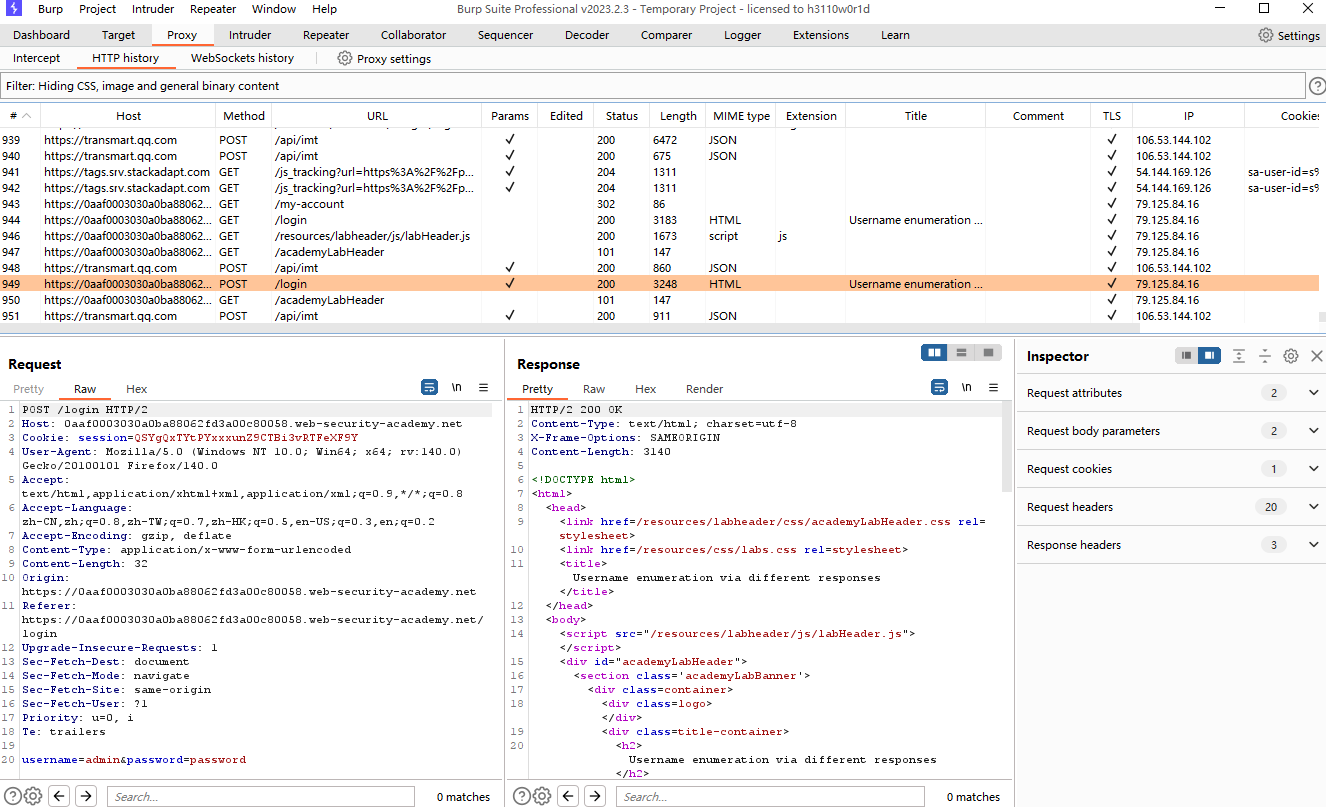 Burp Project Intruder Repeater Window Help Burp Suite Professional v2023.2.3 - Temporary Project - licensed to h3110w0r1d
Dashboard Target Proxy Intruder Repeater Collaborator Sequencer Decoder Comparer Logger Extensions Learn Settings
Intercept HTTP history WebSockets history Proxy settings
Filter: Hiding CSS, image and general binary content
# Host Method URL Params Edited Status Length MIME type Extension Title Comment TLS IP Cookies
939 https://transmart.qq.com POST /api/imt ✓ 200 6472 JSON ✓ 106.53.144.102
940 https://transmart.qq.com POST /api/imt ✓ 200 675 JSON ✓ 106.53.144.102
941 https://tags.srv.stackadapt.com GET /js_tracking?url=https%3A%2F%2Fp... ✓ 204 1311 ✓ 54.144.169.126 sa-user-id=s%
942 https://tags.srv.stackadapt.com GET /js_tracking?url=https%3A%2F%2Fp... ✓ 204 1311 ✓ 54.144.169.126 sa-user-id=s%
943 https://0aaf0003030a0ba88062... GET /my-account 302 86 ✓ 79.125.84.16
944 https://0aaf0003030a0ba88062... GET /login 200 3183 HTML Username enumeration ... ✓ 79.125.84.16
946 https://0aaf0003030a0ba88062... GET /resources/labheader/js/labHeader.js 200 1673 script js ✓ 79.125.84.16
947 https://0aaf0003030a0ba88062... GET /academyLabHeader 101 147 ✓ 79.125.84.16
948 https://transmart.qq.com POST /api/imt ✓ 200 860 JSON ✓ 106.53.144.102
949 https://0aaf0003030a0ba88062... POST /login ✓ 200 3248 HTML Username enumeration ... ✓ 79.125.84.16
950 https://0aaf0003030a0ba88062... GET /academyLabHeader 101 147 ✓ 79.125.84.16
951 https://transmart.qq.com POST /api/imt ✓ 200 911 JSON ✓ 106.53.144.102
Request
Pretty Raw Hex \n
1 POST /login HTTP/2
2 Host: 0aaf0003030a0ba88062fd3a00c80058.web-security-academy.net
3 Cookie: session=QSYgQxTYtPYxxxunZ9CTBi3vRTFeXF9Y
4 User-Agent: Mozilla/5.0 (Windows NT 10.0; Win64; x64; rv:140.0)
Gecko/20100101 Firefox/140.0
5 Accept:
text/html,application/xhtml+xml,application/xml;q=0.9,*/*;q=0.8
6 Accept-Language:
zh-CN,zh;q=0.8,zh-TW;q=0.7,zh-HK;q=0.5,en-US;q=0.3,en;q=0.2
7 Accept-Encoding: gzip, deflate
8 Content-Type: application/x-www-form-urlencoded
9 Content-Length: 32
10 Origin:
https://0aaf0003030a0ba88062fd3a00c80058.web-security-academy.net
11 Referer:
https://0aaf0003030a0ba88062fd3a00c80058.web-security-academy.net/
login
12 Upgrade-Insecure-Requests: 1
13 Sec-Fetch-Dest: document
14 Sec-Fetch-Mode: navigate
15 Sec-Fetch-Site: same-origin
16 Sec-Fetch-User: ?1
17 Priority: u=0, i
18 Te: trailers
19
20 username=admin&password=password
Search... 0 matches
Response
Pretty Raw Hex Render \n
1 HTTP/2 200 OK
2 Content-Type: text/html; charset=utf-8
3 X-Frame-Options: SAMEORIGIN
4 Content-Length: 3140
5
6 <!DOCTYPE html>
7 <html>
8 <head>
9 <link href=/resources/labheader/css/academyLabHeader.css rel=
stylesheet>
10 <link href=/resources/css/labs.css rel=stylesheet>
11 <title>
Username enumeration via different responses
</title>
12 </head>
13 <body>
14 <script src="/resources/labheader/js/labHeader.js">
</script>
15 <div id="academyLabHeader">
16 <section class='academyLabBanner'>
17 <div class=container>
18 <div class=logo>
</div>
19 <div class=title-container>
20 <h2>
Username enumeration via different responses
</h2>
Search... 0 matches
Inspector
Request attributes 2
Request body parameters 2
Request cookies 1
Request headers 20
Response headers 3